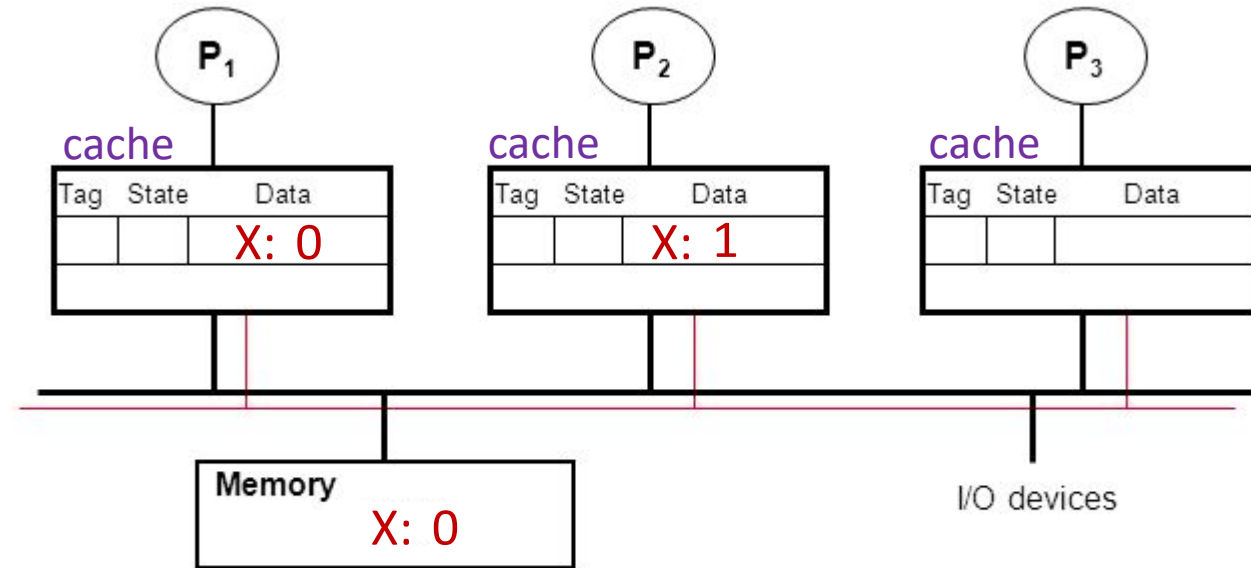 P₁ P₂ P₃
cache cache cache
Tag State Data Tag State Data Tag State Data
X: 0 X: 1
Memory
X: 0
I/O devices